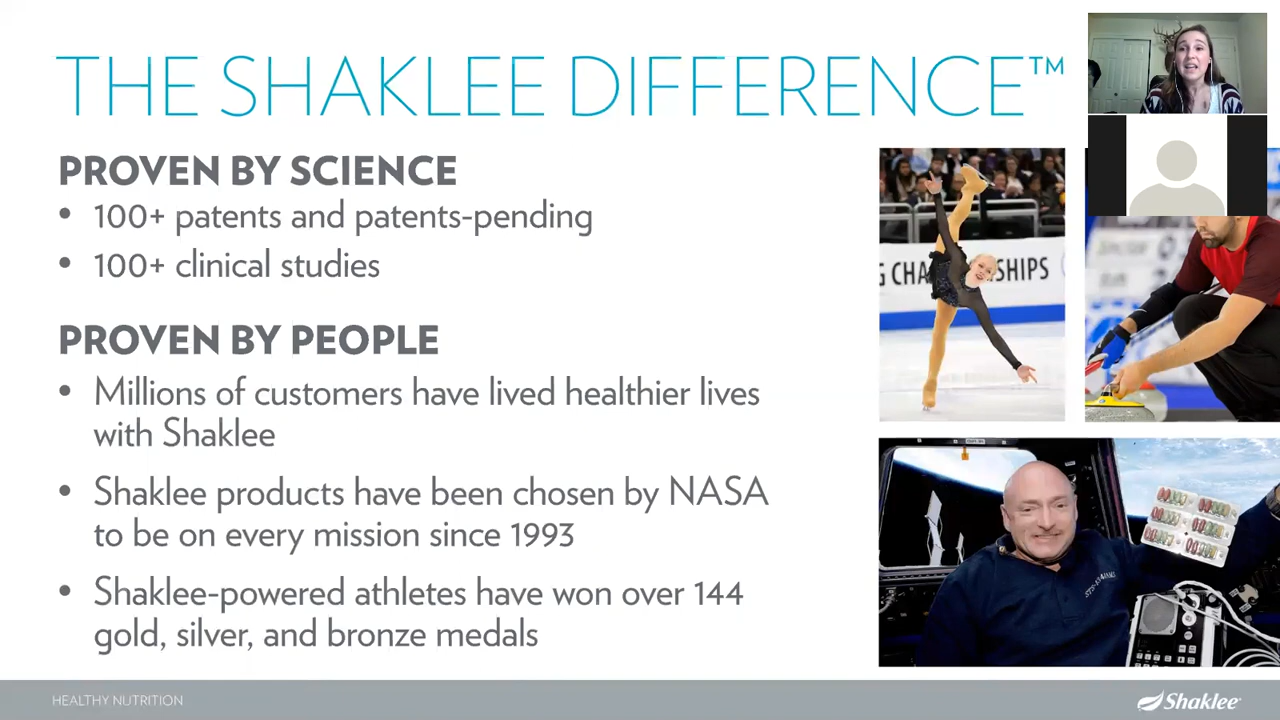 THE SHAKLEE DIFFERENCE™
PROVEN BY SCIENCE
• 100+ patents and patents-pending
• 100+ clinical studies
PROVEN BY PEOPLE
• Millions of customers have lived healthier lives
with Shaklee
• Shaklee products have been chosen by NASA
to be on every mission since 1993
• Shaklee-powered athletes have won over 144
gold, silver, and bronze medals
SHIPS
HEALTHY NUTRITION
Shaklee